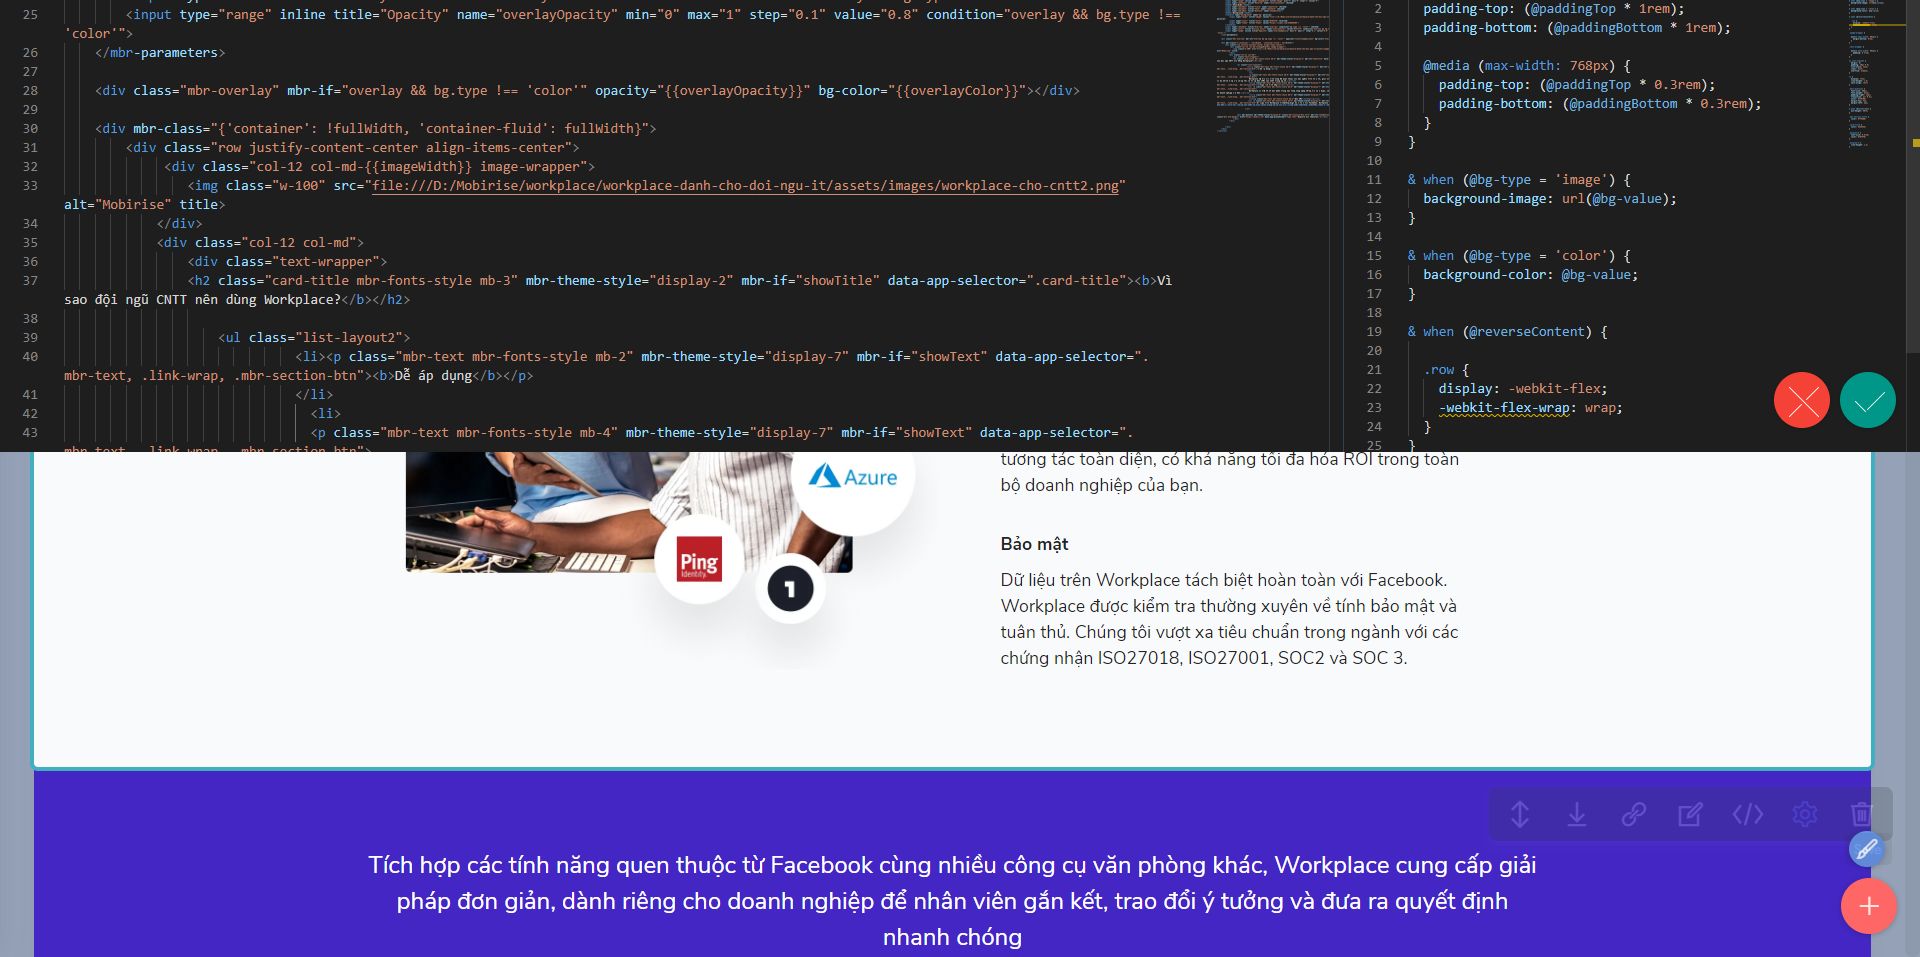 25 <input type="range" inline title="Opacity" name="overlayOpacity" min="0" max="1" step="0.1" value="0.8" condition="overlay && bg.type !==
'color'">
26 </mbr-parameters>
27
28 <div class="mbr-overlay" mbr-if="overlay && bg.type !== 'color'" opacity="{{overlayOpacity}}" bg-color="{{overlayColor}}"></div>
29
30 <div mbr-class="{'container': !fullWidth, 'container-fluid': fullWidth}">
31 <div class="row justify-content-center align-items-center">
32 <div class="col-12 col-md-{{imageWidth}} image-wrapper">
33 <img class="w-100" src="file:///D:/Mobirise/workplace/workplace-danh-cho-doi-ngu-it/assets/images/workplace-cho-cntt2.png"
alt="Mobirise" title>
34 </div>
35 <div class="col-12 col-md">
36 <div class="text-wrapper">
37 <h2 class="card-title mbr-fonts-style mb-3" mbr-theme-style="display-2" mbr-if="showTitle" data-app-selector=".card-title"><b>Vì
sao đội ngũ CNTT nên dùng Workplace?</b></h2>
38
39 <ul class="list-layout2">
40 <li><p class="mbr-text mbr-fonts-style mb-2" mbr-theme-style="display-7" mbr-if="showText" data-app-selector=".
mbr-text, .link-wrap, .mbr-section-btn"><b>Dễ áp dụng</b></p>
41 </li>
42 <li>
43 <p class="mbr-text mbr-fonts-style mb-4" mbr-theme-style="display-7" mbr-if="showText" data-app-selector=".
mbr-text, .link-wrap, .mbr-section-btn">
2 padding-top: (@paddingTop * 1rem);
3 padding-bottom: (@paddingBottom * 1rem);
4
5 @media (max-width: 768px) {
6 padding-top: (@paddingTop * 0.3rem);
7 padding-bottom: (@paddingBottom * 0.3rem);
8 }
9 }
10
11 & when (@bg-type = 'image') {
12 background-image: url(@bg-value);
13 }
14
15 & when (@bg-type = 'color') {
16 background-color: @bg-value;
17 }
18
19 & when (@reverseContent) {
20
21 .row {
22 display: -webkit-flex;
23 -webkit-flex-wrap: wrap;
24 }
25 }
Azure
Ping
Identity
1
tương tác toàn diện, có khả năng tối đa hóa ROI trong toàn
bộ doanh nghiệp của bạn.
Bảo mật
Dữ liệu trên Workplace tách biệt hoàn toàn với Facebook.
Workplace được kiểm tra thường xuyên về tính bảo mật và
tuân thủ. Chúng tôi vượt xa tiêu chuẩn trong ngành với các
chứng nhận ISO27018, ISO27001, SOC2 và SOC 3.
Tích hợp các tính năng quen thuộc từ Facebook cùng nhiều công cụ văn phòng khác, Workplace cung cấp giải
pháp đơn giản, dành riêng cho doanh nghiệp để nhân viên gắn kết, trao đổi ý tưởng và đưa ra quyết định
nhanh chóng